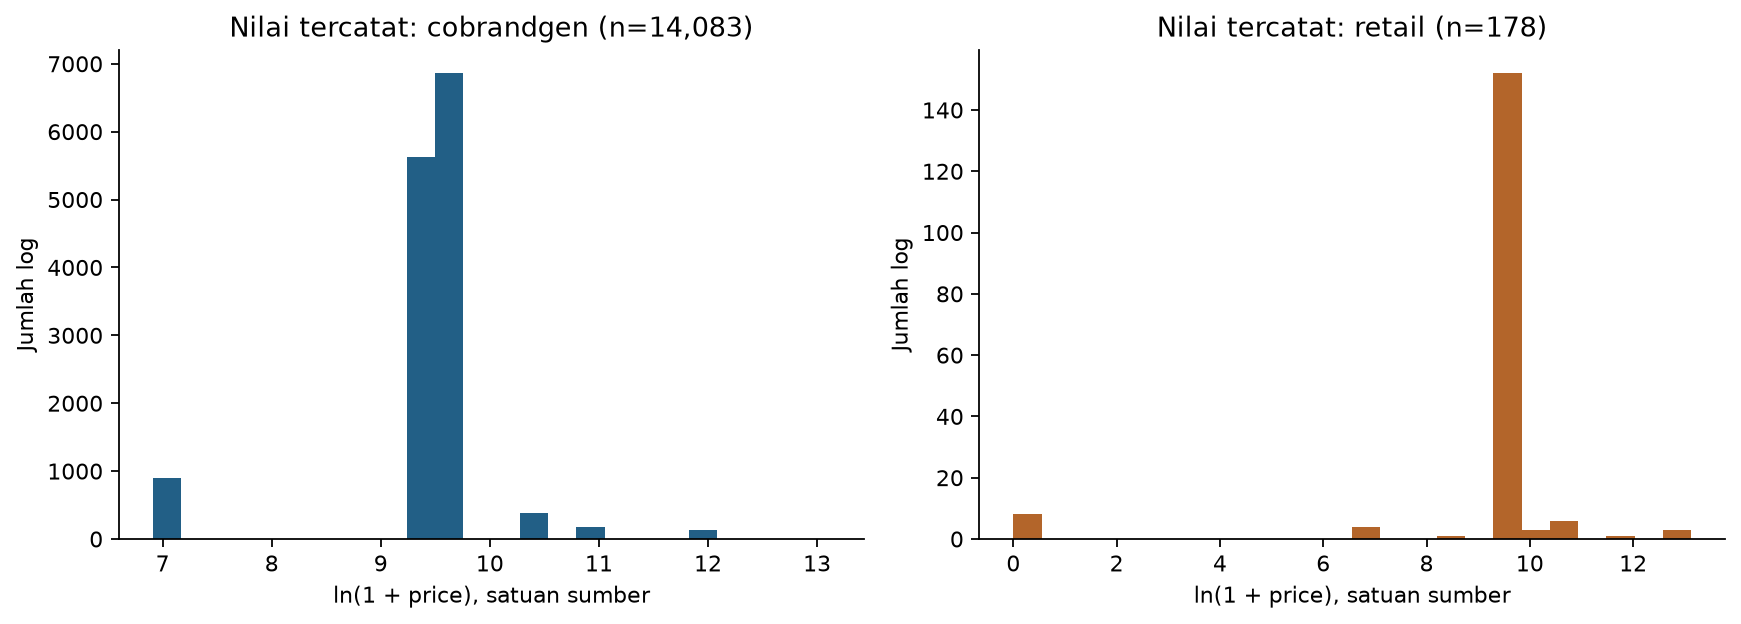 Nilai tercatat: cobrandgen (n=14,083)
7000
6000
5000
4000
3000
2000
1000
0
Jumlah log
7 8 9 10 11 12 13
ln(1 + price), satuan sumber
Nilai tercatat: retail (n=178)
140
120
100
80
60
40
20
0
Jumlah log
0 2 4 6 8 10 12
ln(1 + price), satuan sumber